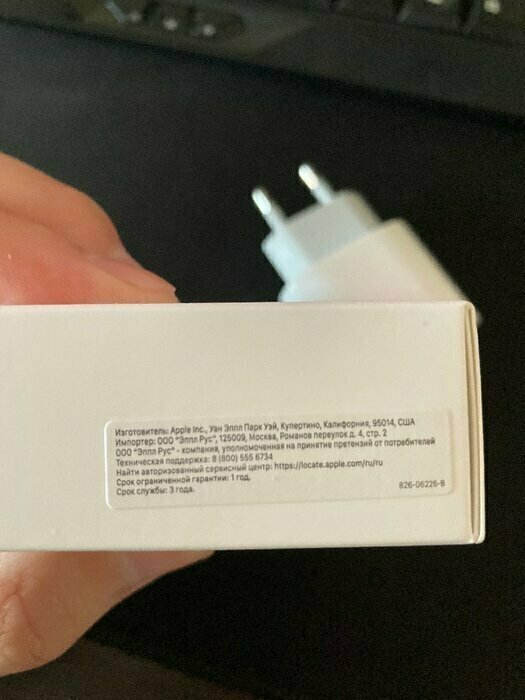 Изготовитель: Apple Inc., Уан Эппл Парк Уэй, Купертино, Калифорния, 95014, США
Импортер: ООО "Эппл Рус", 125009, Москва, Романов переулок д. 4, стр. 2
ООО "Эппл Рус" - компания, уполномоченная на принятие претензий от потребителей
Техническая поддержка: 8 (800) 555 6734
Найти авторизованный сервисный центр: https://locate.apple.com/ru/ru
Срок ограниченной гарантии: 1 год.
Срок службы: 3 года.
626-06226-B